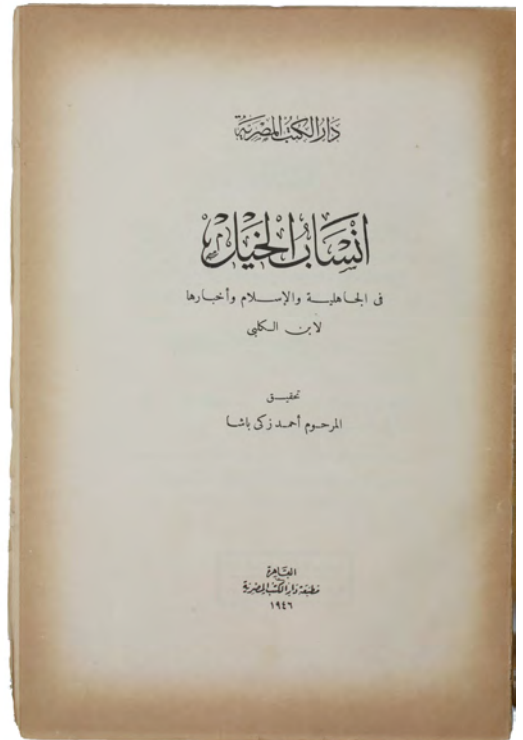 دار الكتب المصرية
أنساب الخيل
فى الجاهلية والإسلام وأخبارها
لابن الكلبى
تحقيق
المرحوم أحمد زكى باشا
القاهرة
مطبعة دار الكتب المصرية
١٩٤٦